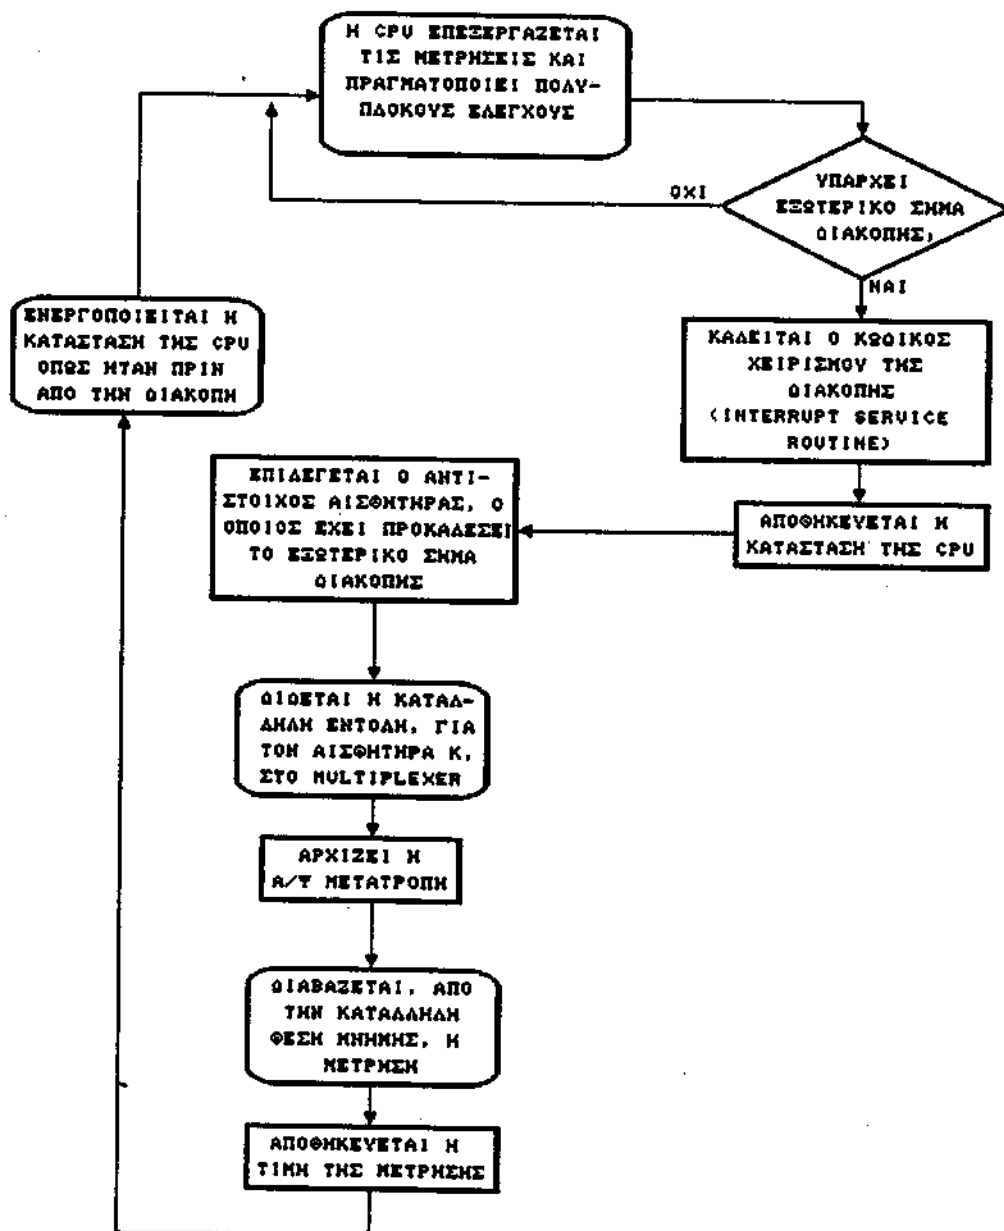 Η CPU ΕΠΕΞΕΡΓΑΖΕΤΑΙ
ΤΙΣ ΜΕΤΡΗΣΕΙΣ ΚΑΙ
ΠΡΑΓΜΑΤΟΠΟΙΕΙ ΠΟΛΥ-
ΠΛΟΚΟΥΣ ΕΛΕΓΧΟΥΣ
ΥΠΑΡΧΕΙ
ΕΞΩΤΕΡΙΚΟ ΣΗΜΑ
ΔΙΑΚΟΠΗΣ;
ΟΧΙ
ΝΑΙ
ΕΝΕΡΓΟΠΟΙΕΙΤΑΙ Η
ΚΑΤΑΣΤΑΣΗ ΤΗΣ CPU
ΟΠΩΣ ΗΤΑΝ ΠΡΙΝ
ΑΠΟ ΤΗΝ ΔΙΑΚΟΠΗ
ΚΑΛΕΙΤΑΙ Ο ΚΩΔΙΚΟΣ
ΧΕΙΡΙΣΜΟΥ ΤΗΣ
ΔΙΑΚΟΠΗΣ
(INTERRUPT SERVICE
ROUTINE)
ΑΠΟΘΗΚΕΥΕΤΑΙ Η
ΚΑΤΑΣΤΑΣΗ ΤΗΣ CPU
ΕΠΙΛΕΓΕΤΑΙ Ο ΑΝΤΙ-
ΣΤΟΙΧΟΣ ΑΙΣΘΗΤΗΡΑΣ, Ο
ΟΠΟΙΟΣ ΕΧΕΙ ΠΡΟΚΑΛΕΣΕΙ
ΤΟ ΕΞΩΤΕΡΙΚΟ ΣΗΜΑ
ΔΙΑΚΟΠΗΣ
ΔΙΔΕΤΑΙ Η ΚΑΤΑΛ-
ΛΗΛΗ ΕΝΤΟΛΗ, ΓΙΑ
ΤΟΝ ΑΙΣΘΗΤΗΡΑ Κ,
ΣΤΟ MULTIPLEXER
ΑΡΧΙΖΕΙ Η
Α/Ψ ΜΕΤΑΤΡΟΠΗ
ΔΙΑΒΑΖΕΤΑΙ, ΑΠΟ
ΤΗΝ ΚΑΤΑΛΛΗΛΗ
ΘΕΣΗ ΜΝΗΜΗΣ, Η
ΜΕΤΡΗΣΗ
ΑΠΟΘΗΚΕΥΕΤΑΙ Η
ΤΙΜΗ ΤΗΣ ΜΕΤΡΗΣΗΣ